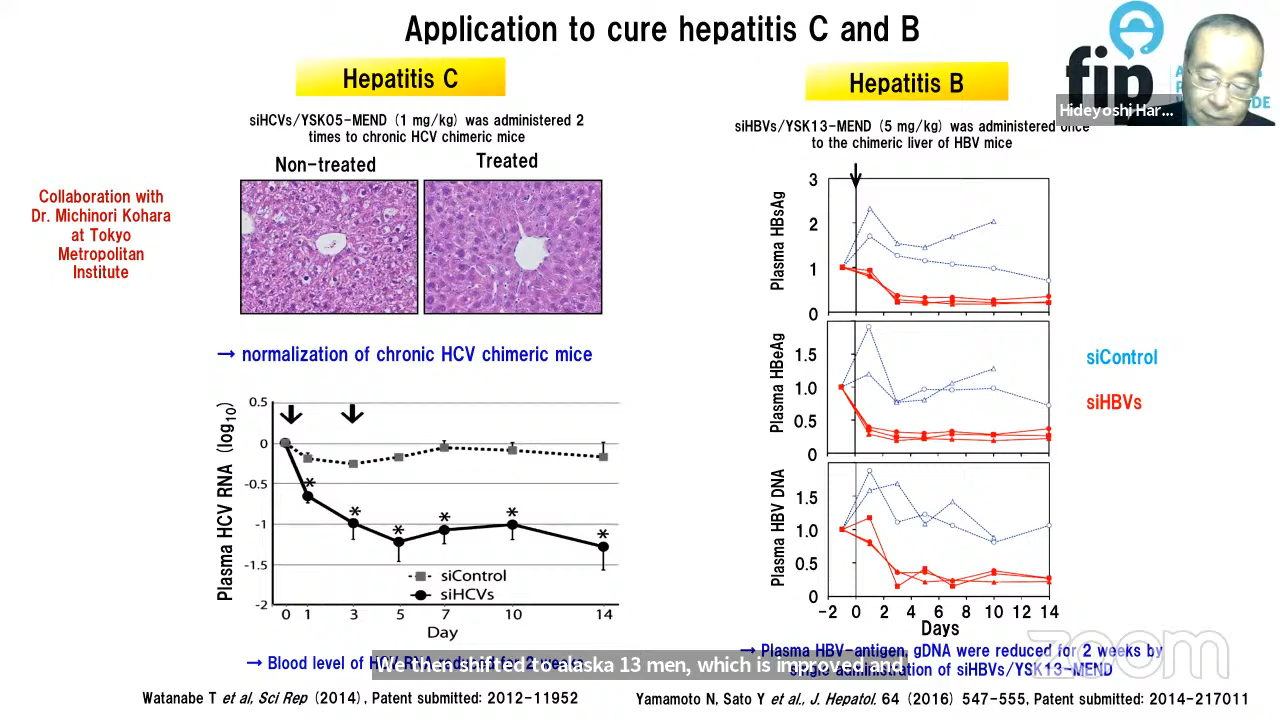 Application to cure hepatitis C and B
fip
Hideyoshi Har...
DE
Hepatitis C
siHCVs/YSK05-MEND (1 mg/kg) was administered 2
times to chronic HCV chimeric mice
Non-treated
Treated
Collaboration with
Dr. Michinori Kohara
at Tokyo
Metropolitan
Institute
→ normalization of chronic HCV chimeric mice
Plasma HCV RNA (log10)
0.5
0
-0.5
-1
-1.5
-2
* * * * * *
siControl
siHCVs
0 1 3 5 7 10 14
Day
→ Blood level of HCV RNA reduced for 2 weeks
Watanabe T et al, Sci Rep (2014), Patent submitted: 2012-11952
Hepatitis B
siHBVs/YSK13-MEND (5 mg/kg) was administered once
to the chimeric liver of HBV mice
Plasma HBsAg
3
2
1
0
Plasma HBeAg
1.5
1.0
0.5
0
Plasma HBV DNA
1.5
1.0
0.5
0
-2 0 2 4 6 8 10 12 14
Days
siControl
siHBVs
→ Plasma HBV-antigen, gDNA were reduced for 2 weeks by
single administration of siHBVs/YSK13-MEND
Yamamoto N, Sato Y et al., J. Hepatol. 64 (2016) 547-555, Patent submitted: 2014-217011
We then shifted to alaska 13 men, which is improved and,
zoom